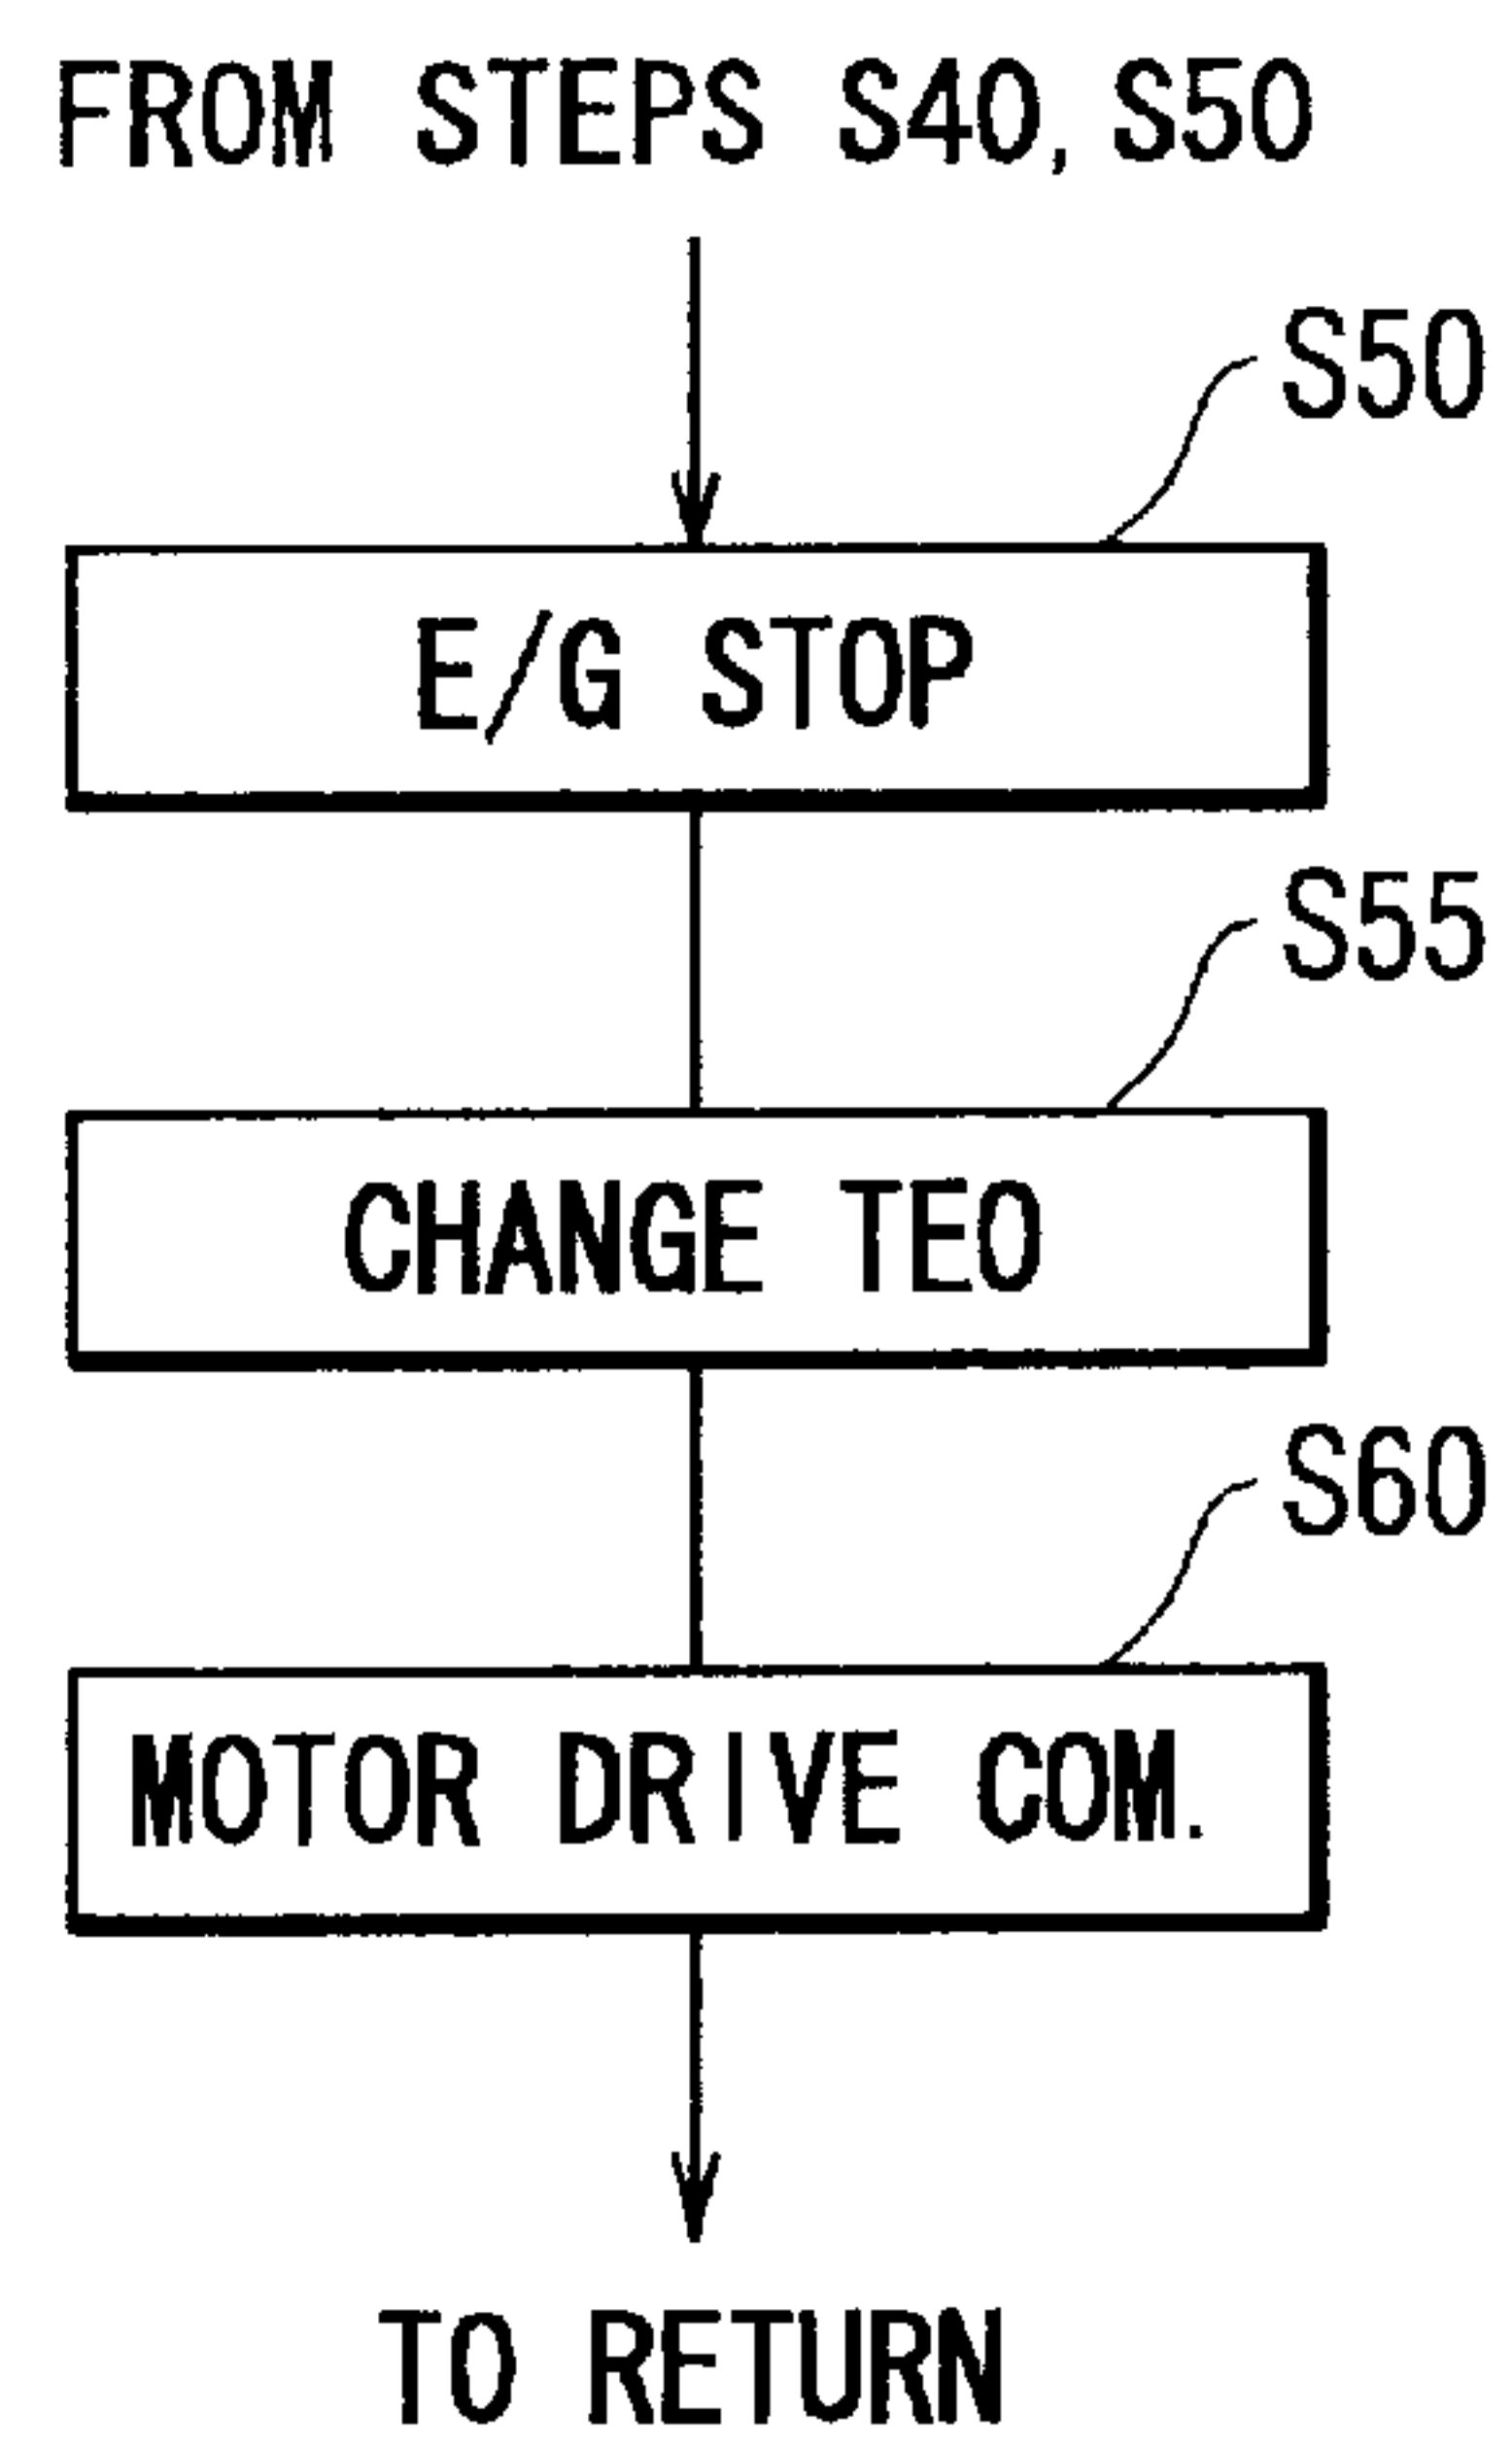 FROM STEPS S40, S50
S50
E/G STOP
S55
CHANGE TEO
S60
MOTOR DRIVE COM.
TO RETURN